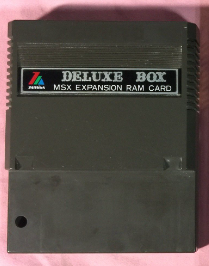 DELUXE BOX
MSX EXPANSION RAM CARD